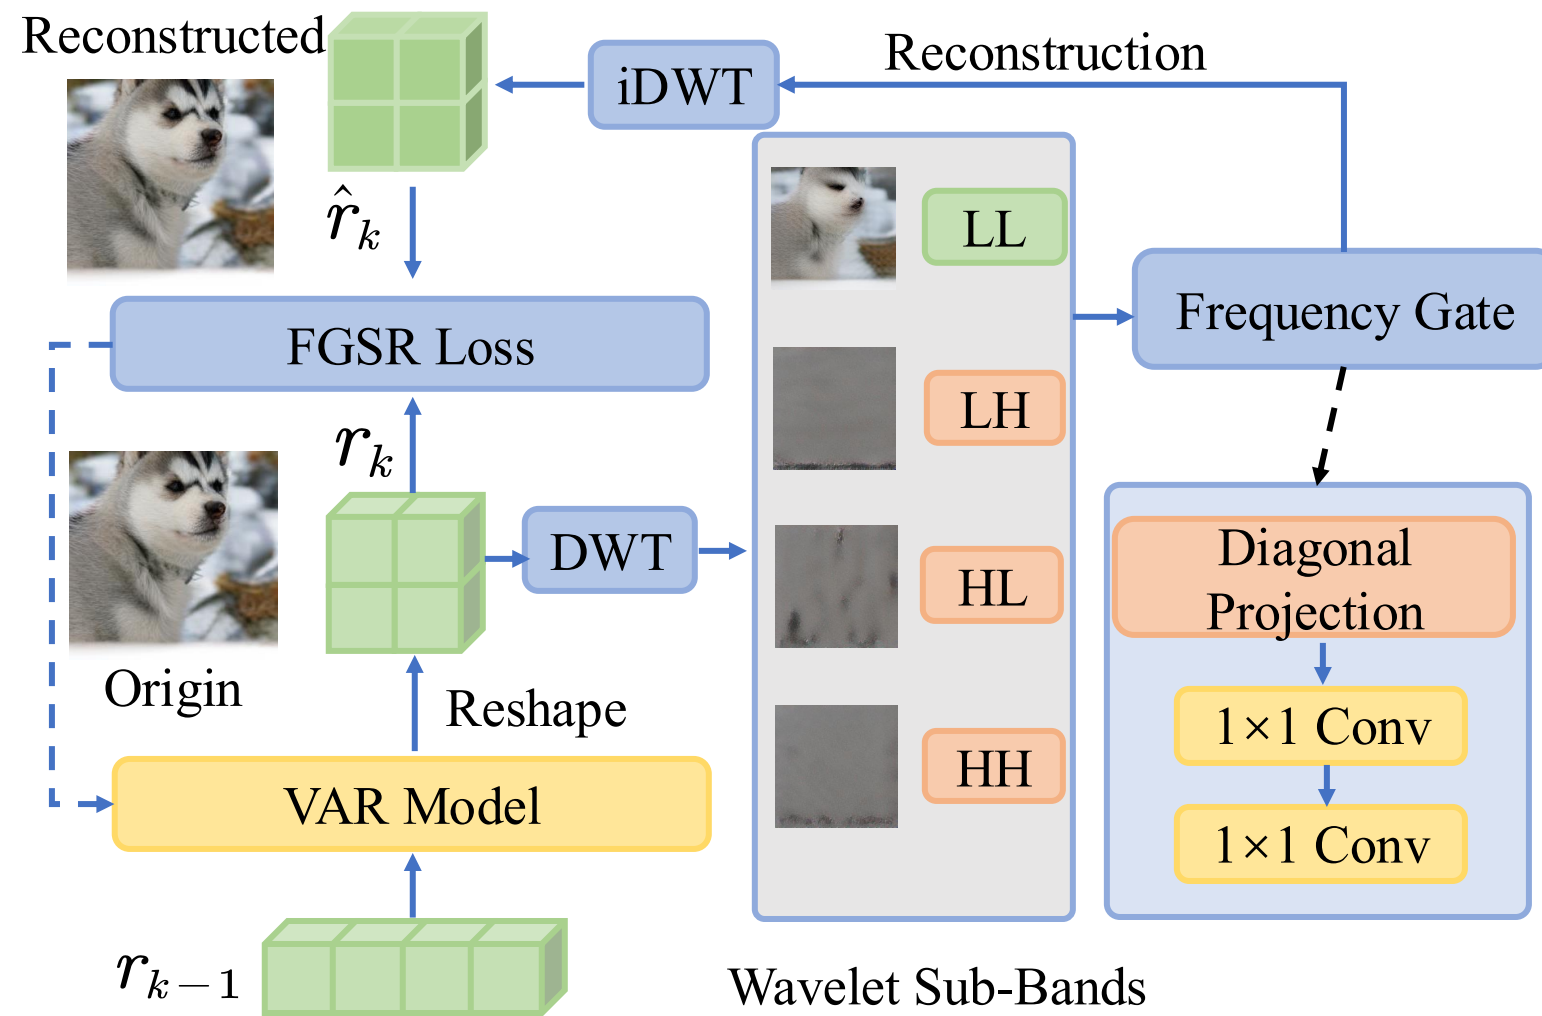 Reconstructed
iDWT
Reconstruction
r̂ₖ
LL
Frequency Gate
FGSR Loss
LH
rₖ
DWT
HL
Diagonal
Projection
Origin
Reshape
1×1 Conv
HH
VAR Model
1×1 Conv
rₖ₋₁
Wavelet Sub-Bands